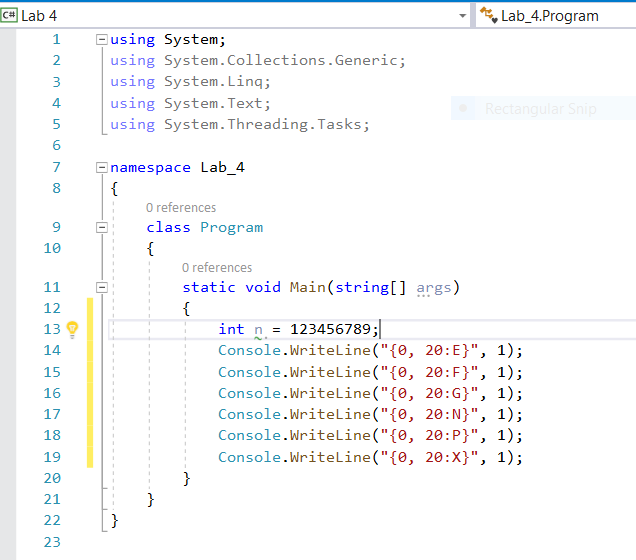 C# Lab 4 Lab_4.Program
1 using System;
2 using System.Collections.Generic;
3 using System.Linq;
4 using System.Text;
5 using System.Threading.Tasks;
Rectangular Snip
6
7 namespace Lab_4
8 {
0 references
9 class Program
10 {
0 references
11 static void Main(string[] args)
12 {
13 int n = 123456789;
14 Console.WriteLine("{0, 20:E}", 1);
15 Console.WriteLine("{0, 20:F}", 1);
16 Console.WriteLine("{0, 20:G}", 1);
17 Console.WriteLine("{0, 20:N}", 1);
18 Console.WriteLine("{0, 20:P}", 1);
19 Console.WriteLine("{0, 20:X}", 1);
20 }
21 }
22 }
23